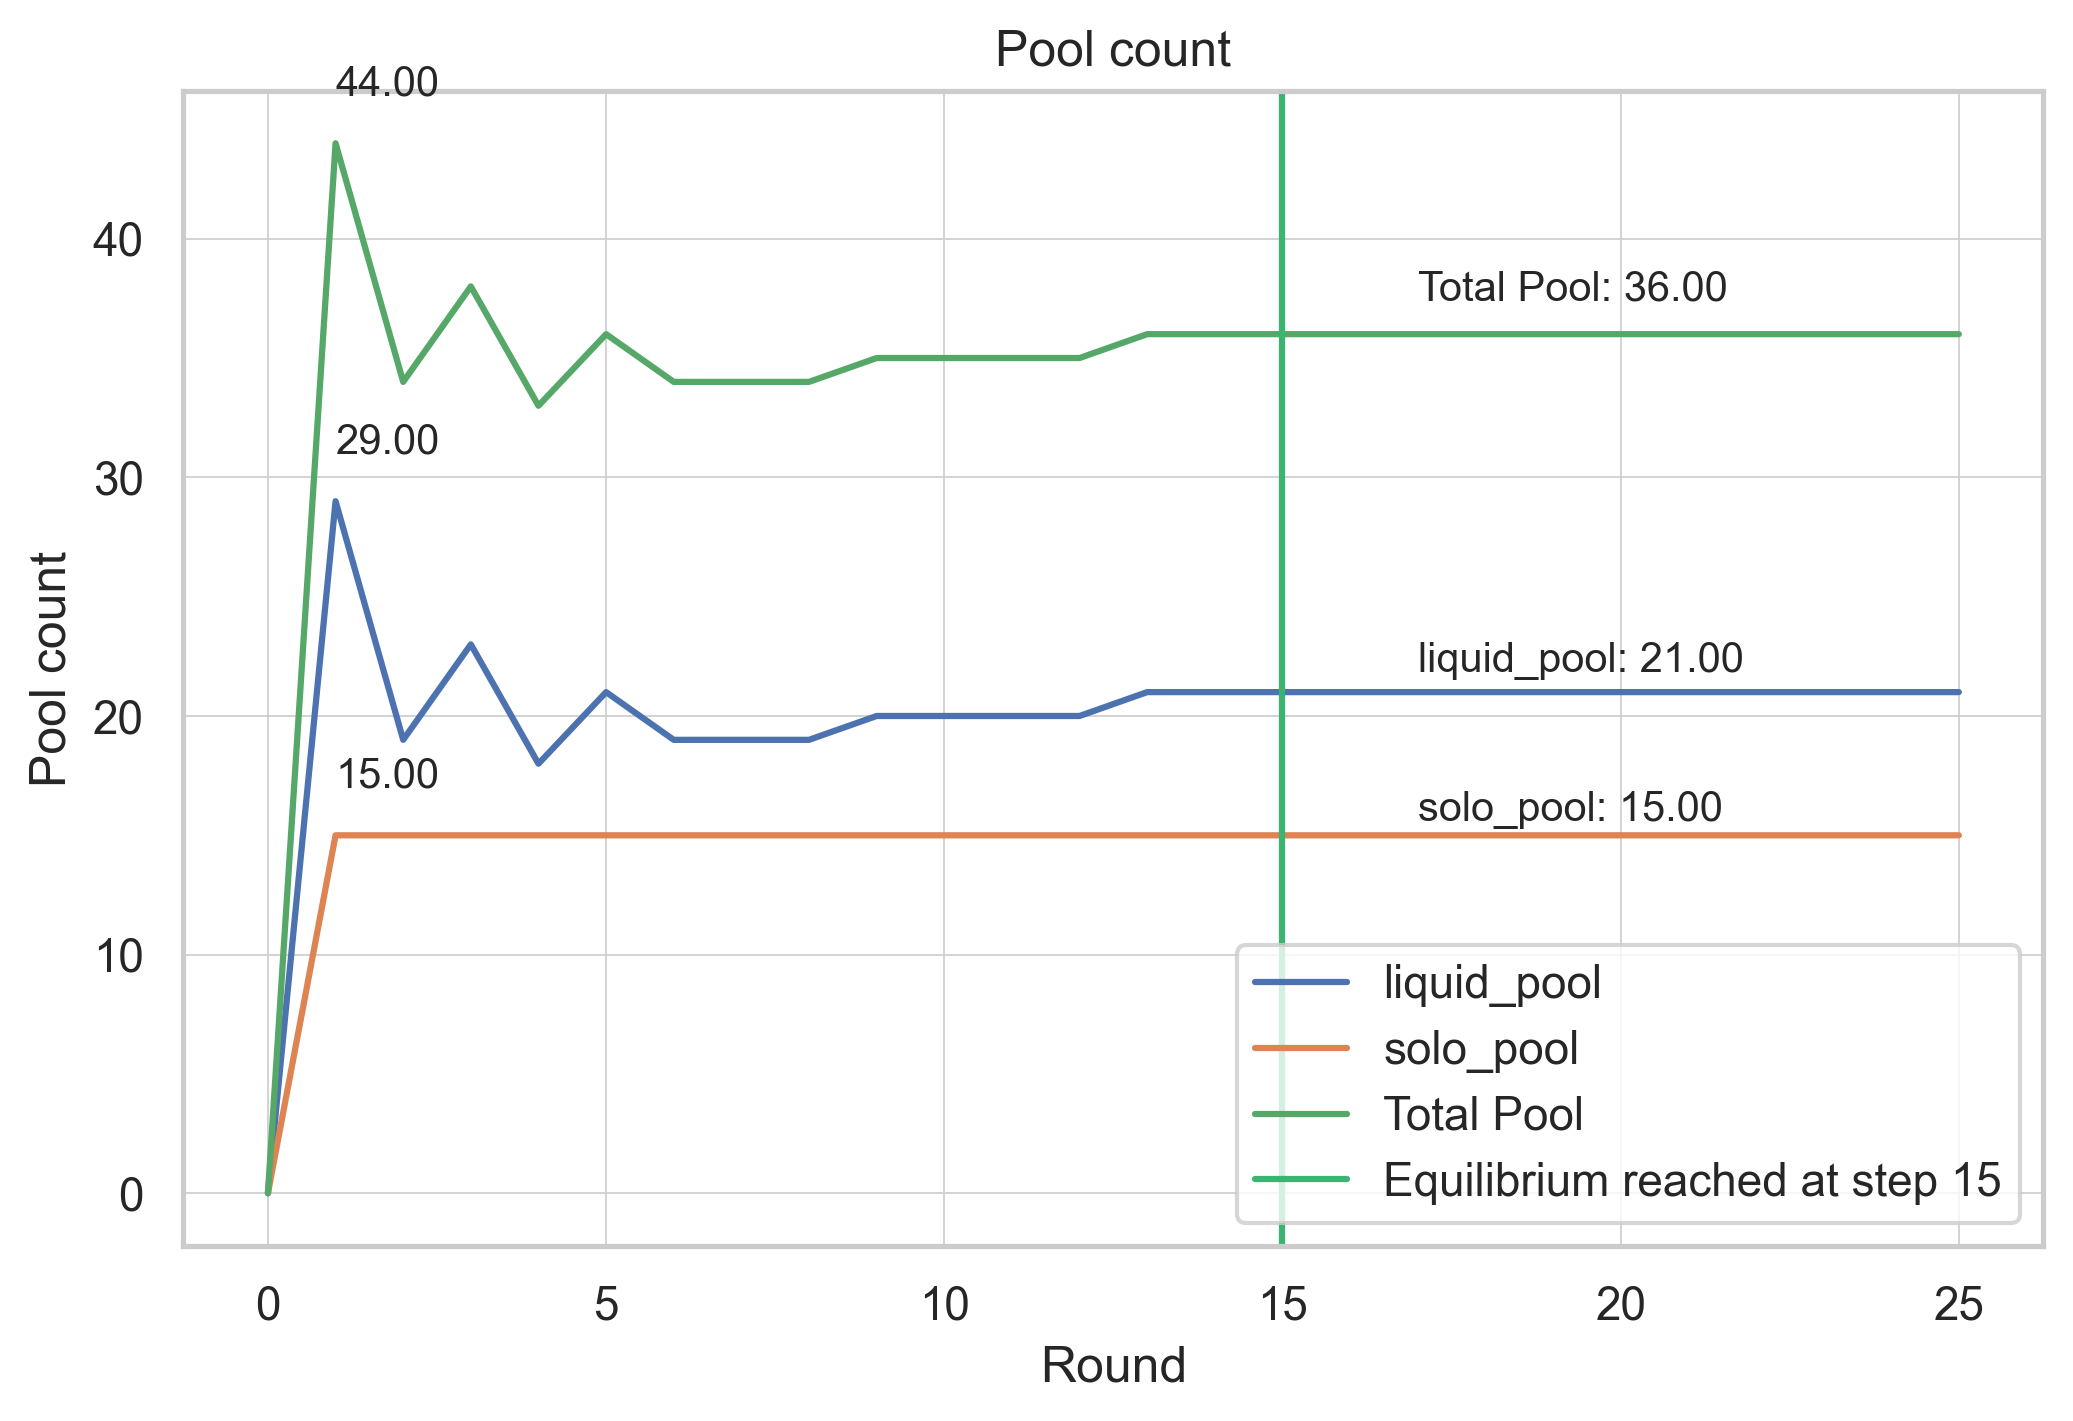 Pool count
44.00
40
Total Pool: 36.00
29.00
30
liquid_pool: 21.00
20
15.00
solo_pool: 15.00
10
0
Pool count
liquid_pool
solo_pool
Total Pool
Equilibrium reached at step 15
0 5 10 15 20 25
Round